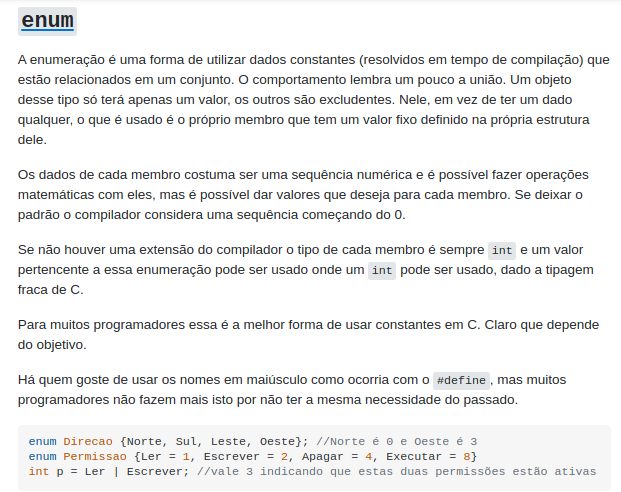 enum
A enumeração é uma forma de utilizar dados constantes (resolvidos em tempo de compilação) que
estão relacionados em um conjunto. O comportamento lembra um pouco a união. Um objeto
desse tipo só terá apenas um valor, os outros são excludentes. Nele, em vez de ter um dado
qualquer, o que é usado é o próprio membro que tem um valor fixo definido na própria estrutura
dele.
Os dados de cada membro costuma ser uma sequência numérica e é possível fazer operações
matemáticas com eles, mas é possível dar valores que deseja para cada membro. Se deixar o
padrão o compilador considera uma sequência começando do 0.
Se não houver uma extensão do compilador o tipo de cada membro é sempre int e um valor
pertencente a essa enumeração pode ser usado onde um int pode ser usado, dado a tipagem
fraca de C.
Para muitos programadores essa é a melhor forma de usar constantes em C. Claro que depende
do objetivo.
Há quem goste de usar os nomes em maiúsculo como ocorria com o #define, mas muitos
programadores não fazem mais isto por não ter a mesma necessidade do passado.
enum Direcao {Norte, Sul, Leste, Oeste}; //Norte é 0 e Oeste é 3
enum Permissao {Ler = 1, Escrever = 2, Apagar = 4, Executar = 8}
int p = Ler | Escrever; //vale 3 indicando que estas duas permissões estão ativas